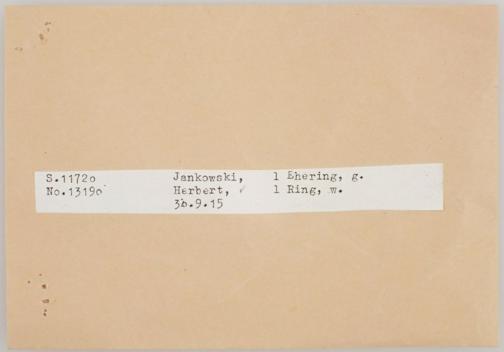 S.11720 Jankowski, 1 Ehering, g.
No.13190 Herbert, 1 Ring, w.
30.9.15